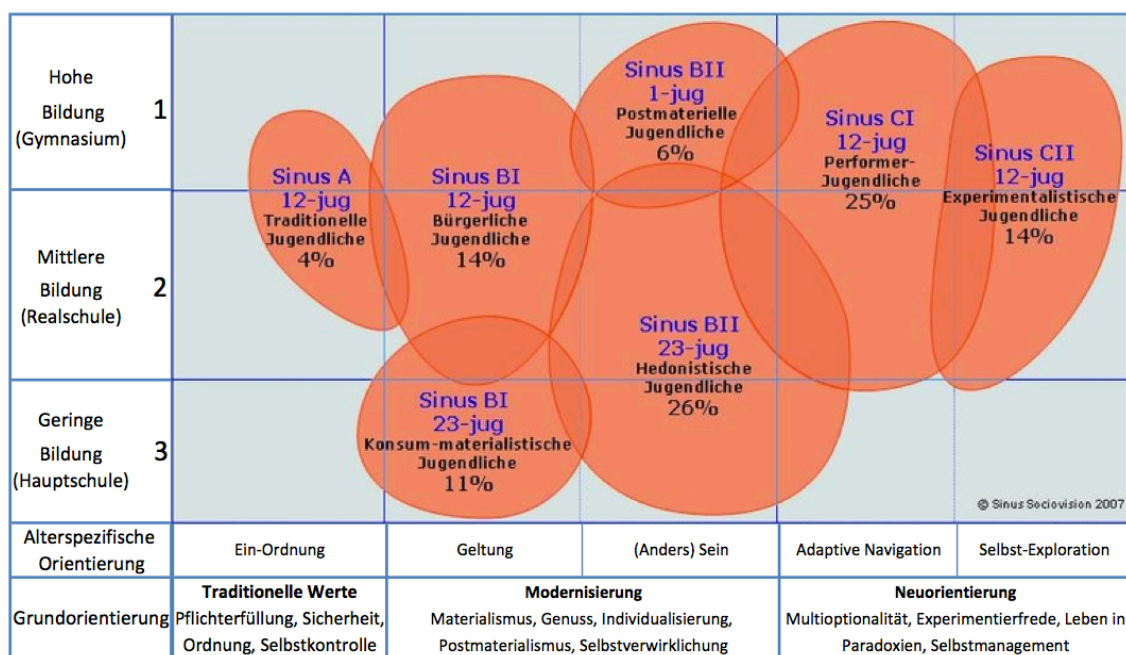 Hohe
Bildung 1
(Gymnasium)
Sinus A
12-jug
Traditionelle
Jugendliche
4%
Sinus BI
12-jug
Bürgerliche
Jugendliche
14%
Sinus BII
1-jug
Postmaterielle
Jugendliche
6%
Sinus CI
12-jug
Performer-
Jugendliche
25%
Sinus CII
12-jug
Experimentalistische
Jugendliche
14%
Mittlere
Bildung 2
(Realschule)
Sinus BII
23-jug
Hedonistische
Jugendliche
26%
Geringe
Bildung 3
(Hauptschule)
Sinus BI
23-jug
Konsum-materialistische
Jugendliche
11%
© Sinus Sociovision 2007
Alterspezifische
Orientierung
Ein-Ordnung
Geltung
(Anders) Sein
Adaptive Navigation
Selbst-Exploration
Grundorientierung
Traditionelle Werte
Pflichterfüllung, Sicherheit,
Ordnung, Selbstkontrolle
Modernisierung
Materialismus, Genuss, Individualisierung,
Postmaterialismus, Selbstverwirklichung
Neuorientierung
Multioptionalität, Experimentierfrede, Leben in
Paradoxien, Selbstmanagement